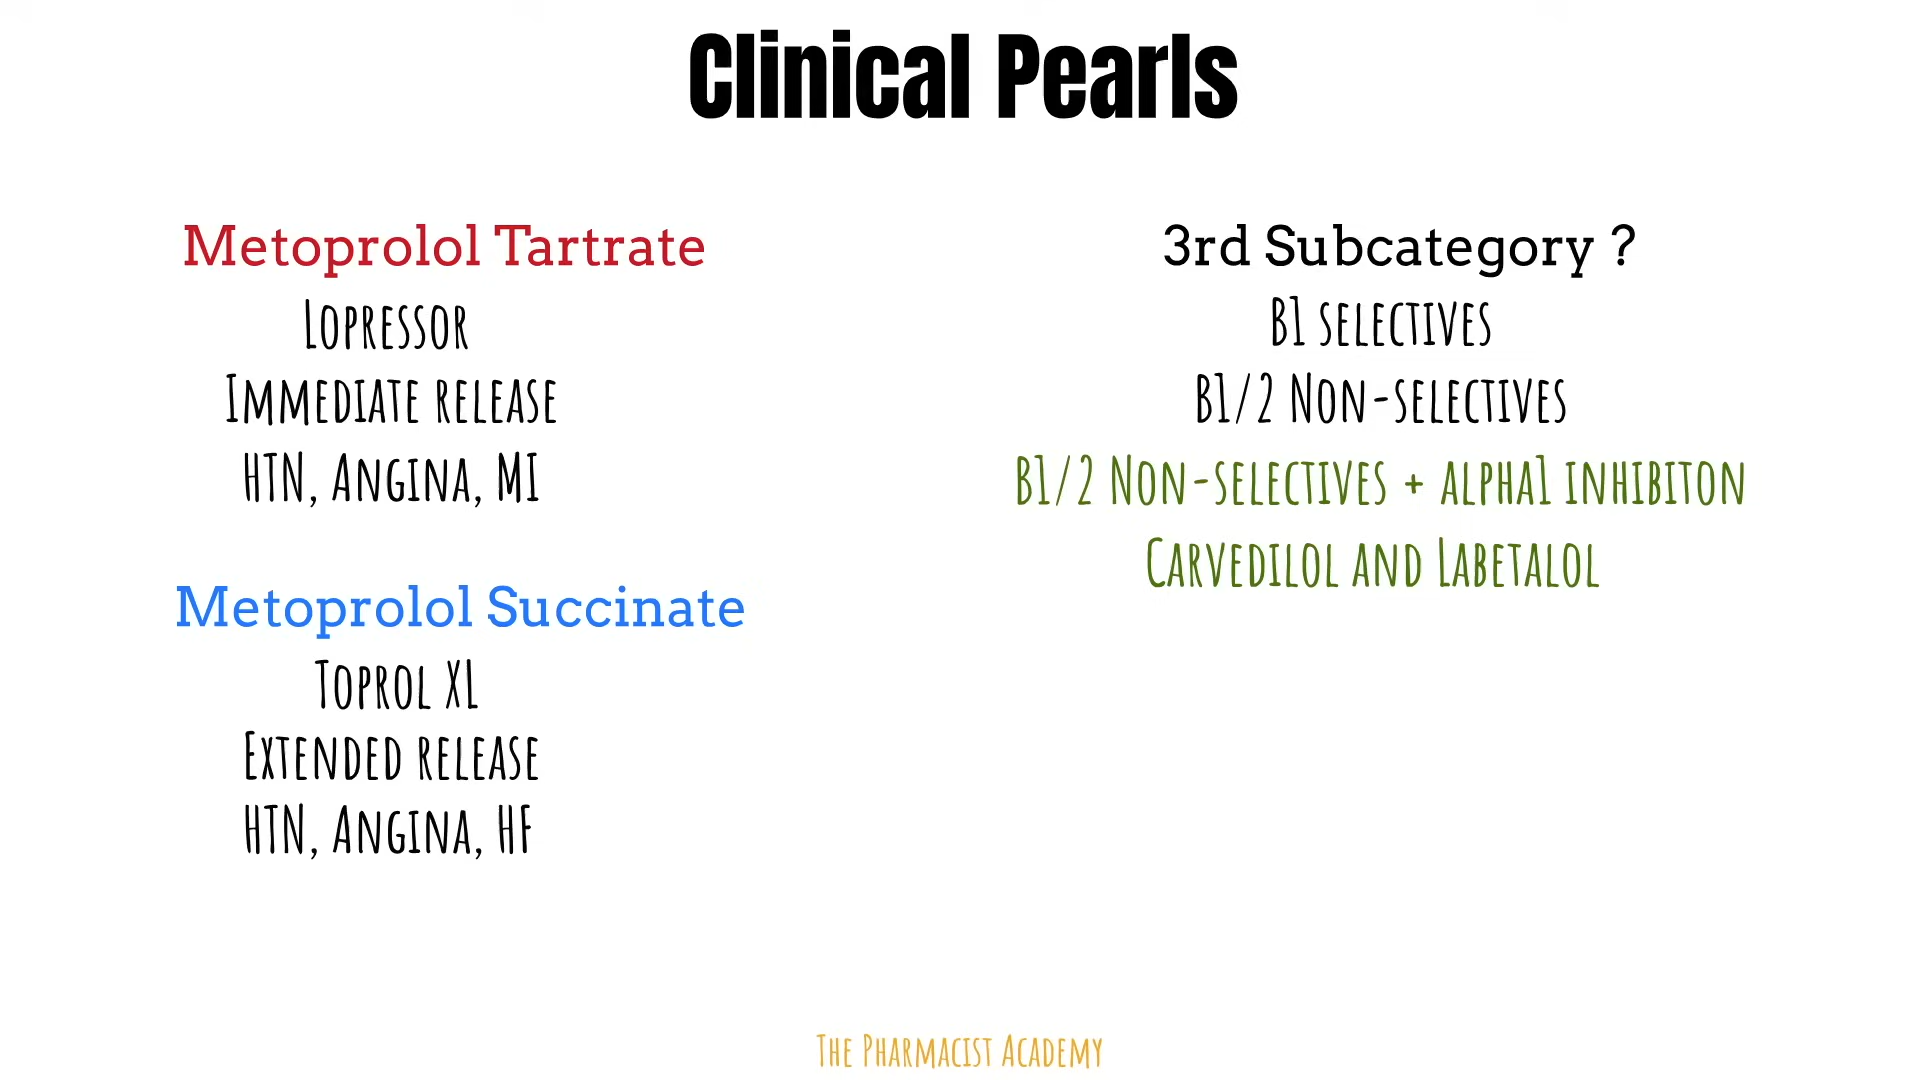 Clinical Pearls
Metoprolol Tartrate
Lopressor
Immediate release
HTN, Angina, MI
Metoprolol Succinate
Toprol XL
Extended release
HTN, Angina, HF
3rd Subcategory ?
B1 selectives
B1/2 Non-selectives
B1/2 Non-selectives + alpha1 inhibiton
Carvedilol and Labetalol
The Pharmacist Academy